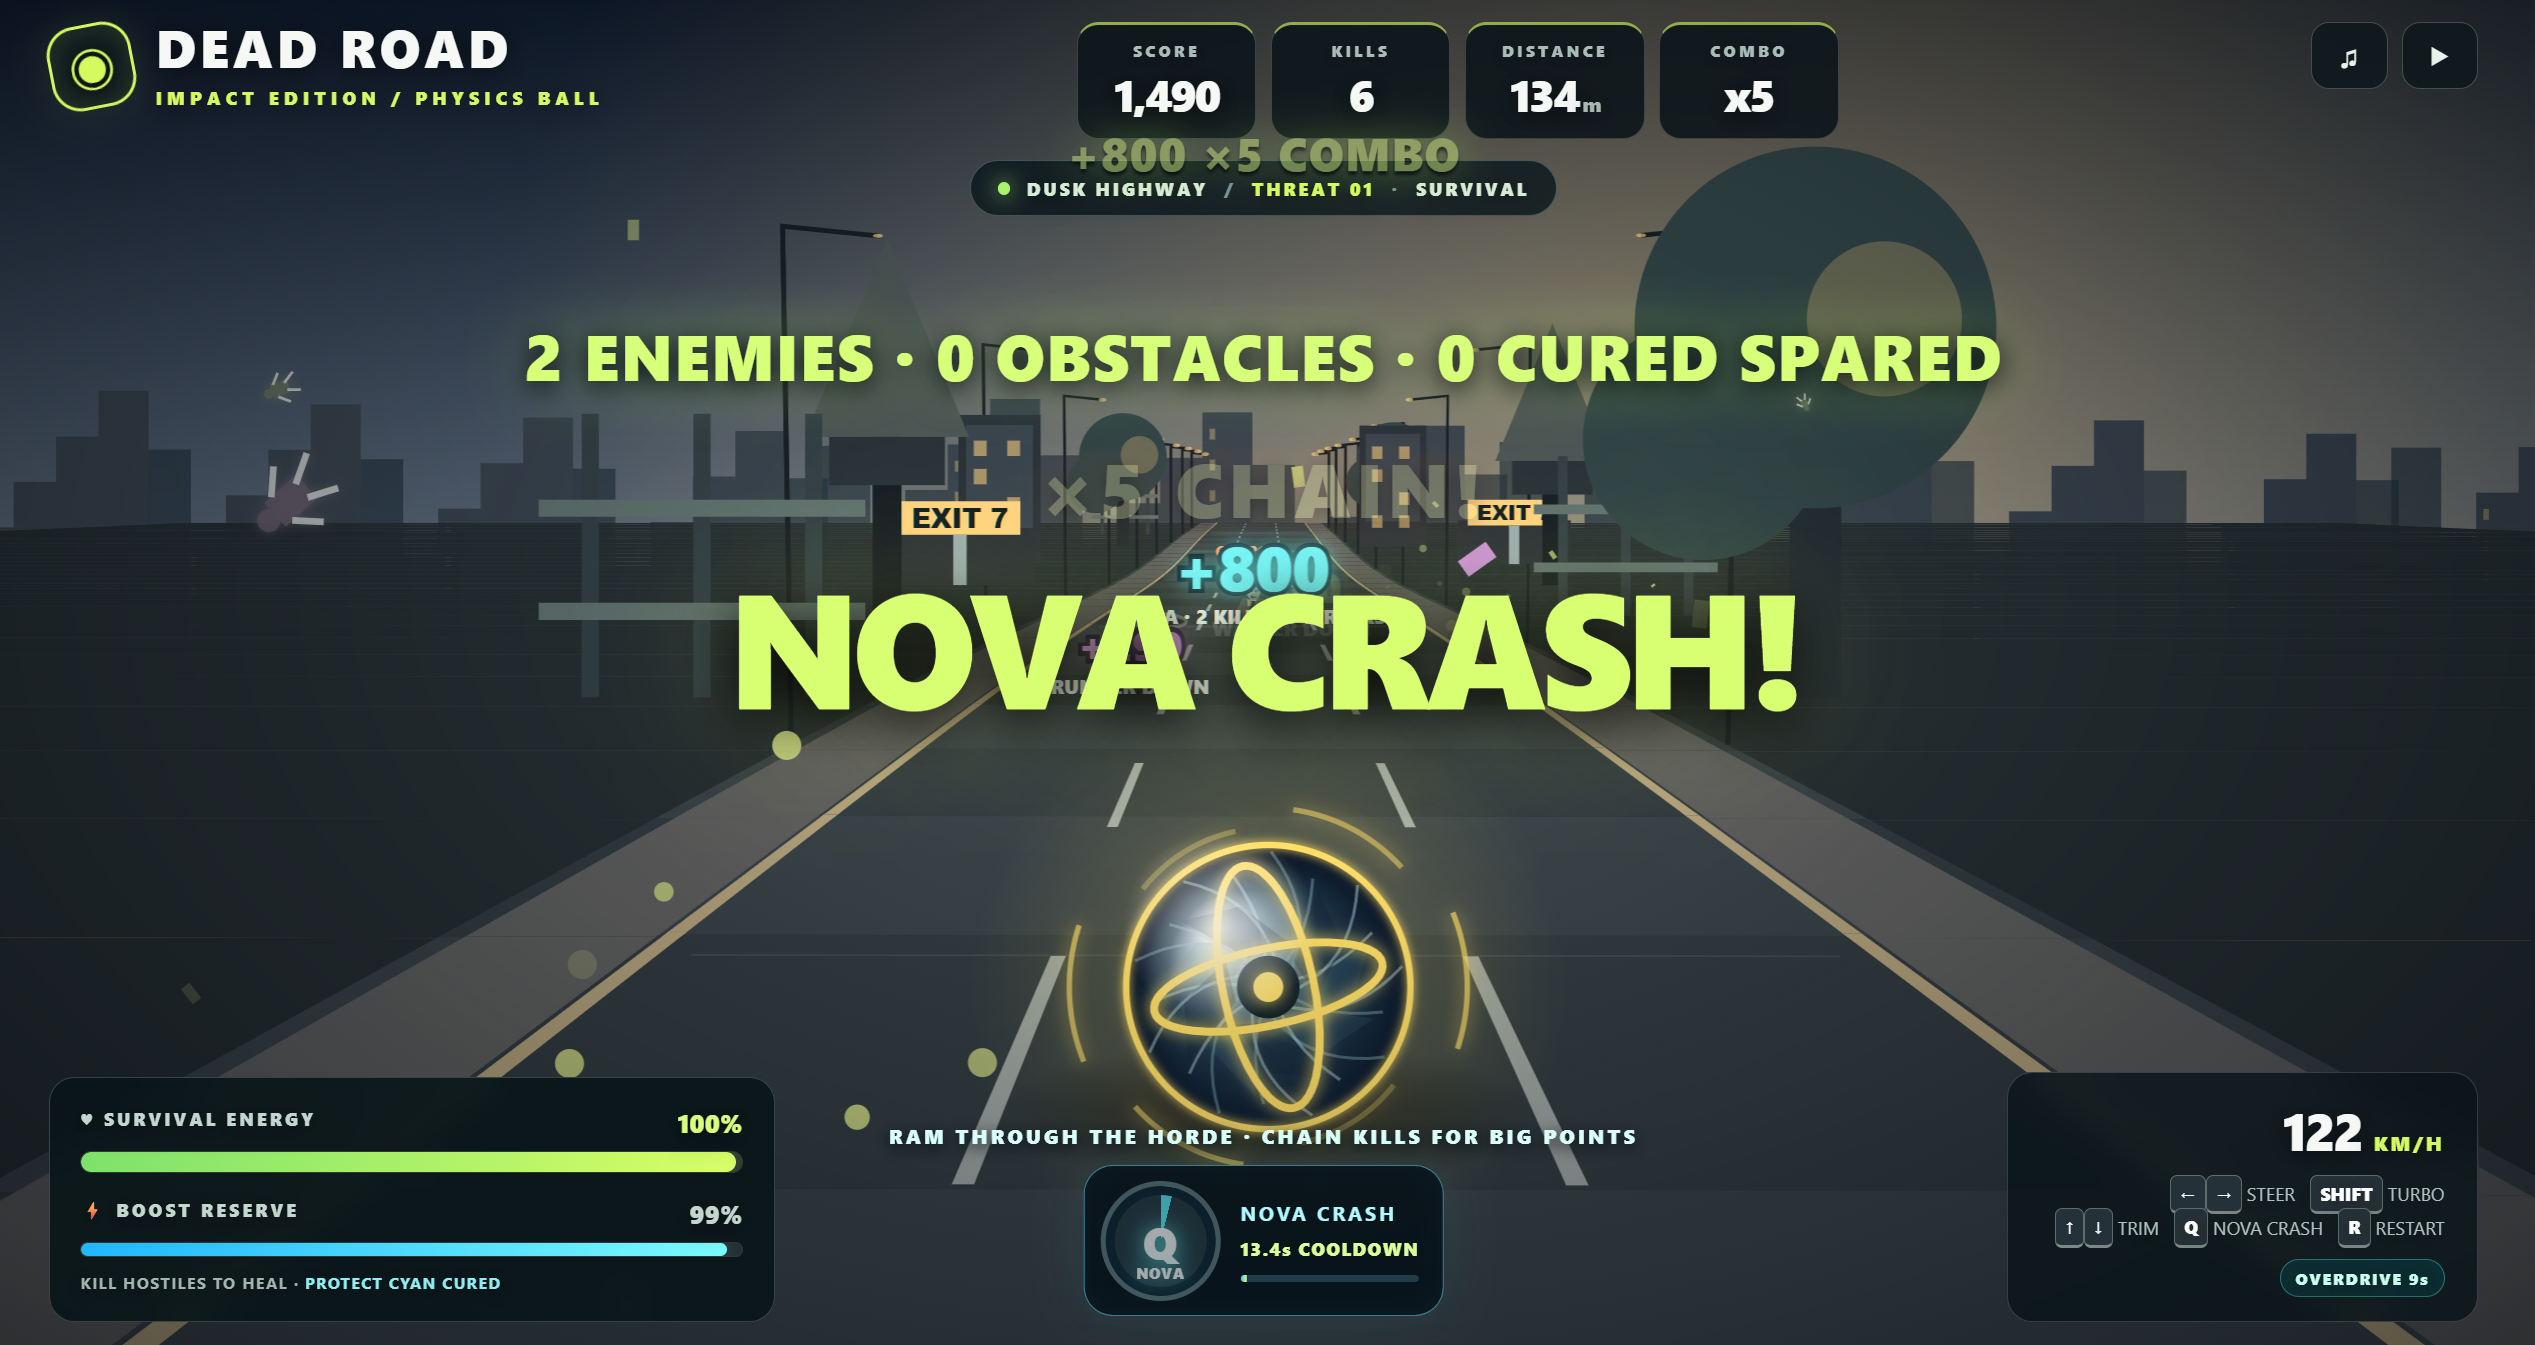 DEAD ROAD
IMPACT EDITION / PHYSICS BALL
SCORE
1,490
KILLS
6
DISTANCE
134m
COMBO
x5
♫
▶
+800 ×5 COMBO
DUSK HIGHWAY / THREAT 01 · SURVIVAL
2 ENEMIES · 0 OBSTACLES · 0 CURED SPARED
×5 CHAIN!
EXIT 7
EXIT
+800
2
NOVA CRASH!
RAM THROUGH THE HORDE · CHAIN KILLS FOR BIG POINTS
♥ SURVIVAL ENERGY
100%
BOOST RESERVE
99%
KILL HOSTILES TO HEAL · PROTECT CYAN CURED
Q
NOVA
NOVA CRASH
13.4s COOLDOWN
122 KM/H
← → STEER SHIFT TURBO
↑ ↓ TRIM Q NOVA CRASH R RESTART
OVERDRIVE 9s